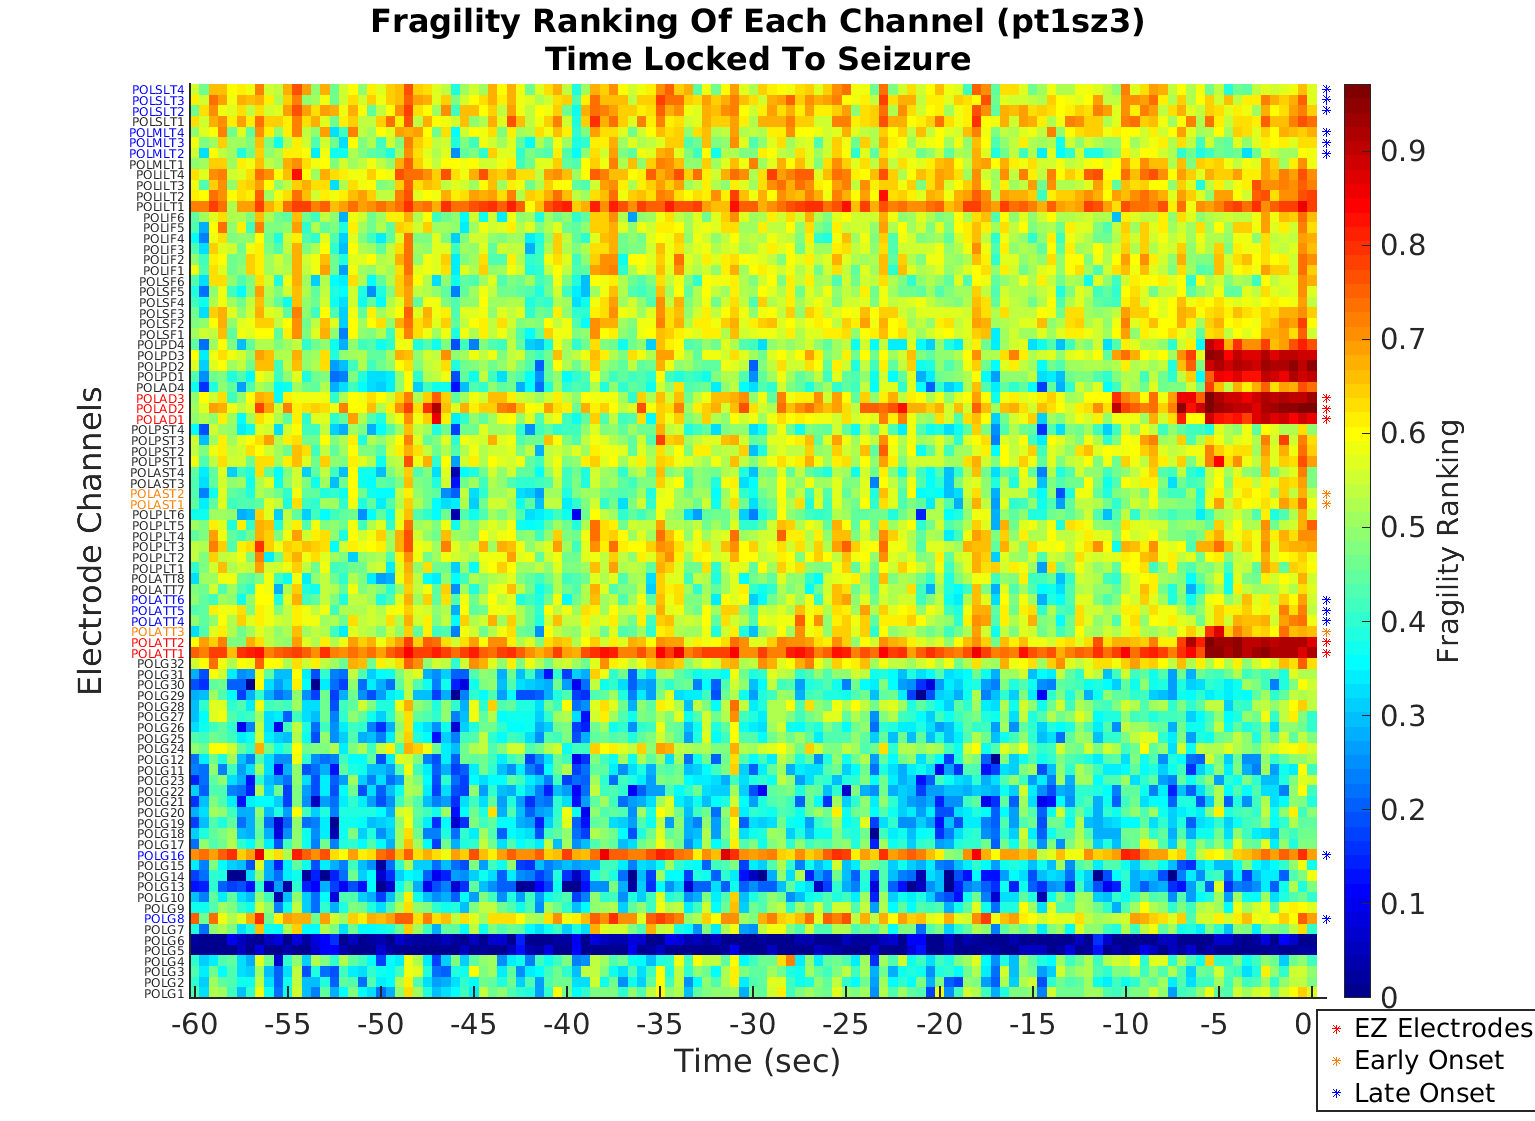 Fragility Ranking Of Each Channel (pt1sz3)
Time Locked To Seizure
Electrode Channels
POLSLT4
POLSLT3
POLSLT2
POLSLT1
POLMLT4
POLMLT3
POLMLT2
POLMLT1
POLILT4
POLILT3
POLILT2
POLILT1
POLIF6
POLIF5
POLIF4
POLIF3
POLIF2
POLIF1
POLSF6
POLSF5
POLSF4
POLSF3
POLSF2
POLSF1
POLPD4
POLPD3
POLPD2
POLPD1
POLAD4
POLAD3
POLAD2
POLAD1
POLPST4
POLPST3
POLPST2
POLPST1
POLAST4
POLAST3
POLAST2
POLAST1
POLPLT6
POLPLT5
POLPLT4
POLPLT3
POLPLT2
POLPLT1
POLATT8
POLATT7
POLATT6
POLATT5
POLATT4
POLATT3
POLATT2
POLATT1
POLG32
POLG31
POLG30
POLG29
POLG28
POLG27
POLG26
POLG25
POLG24
POLG12
POLG11
POLG23
POLG22
POLG21
POLG20
POLG19
POLG18
POLG17
POLG16
POLG15
POLG14
POLG13
POLG10
POLG9
POLG8
POLG7
POLG6
POLG5
POLG4
POLG3
POLG2
POLG1
-60 -55 -50 -45 -40 -35 -30 -25 -20 -15 -10 -5 0
Time (sec)
0.9
0.8
0.7
0.6
0.5
0.4
0.3
0.2
0.1
0
Fragility Ranking
EZ Electrodes
Early Onset
Late Onset